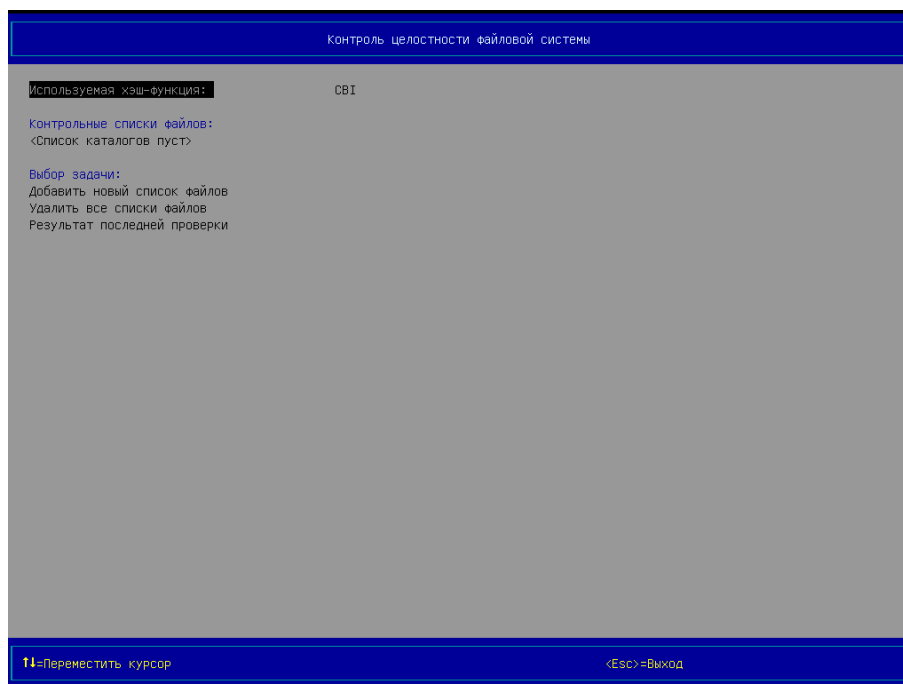 Контроль целостности файловой системы
Используемая хэш-функция: CBI
Контрольные списки файлов:
<Список каталогов пуст>
Выбор задачи:
Добавить новый список файлов
Удалить все списки файлов
Результат последней проверки
↑↓=Переместить курсор <Esc>=Выход